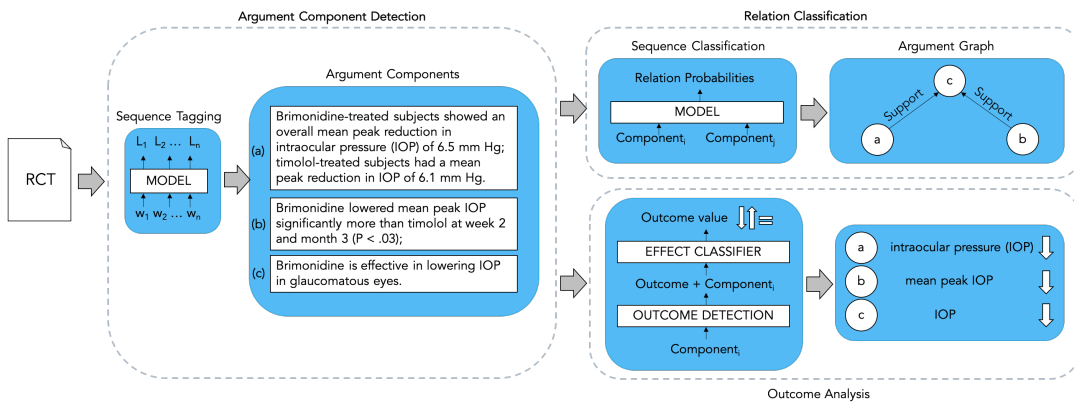 Argument Component Detection
RCT
Sequence Tagging
L1 L2 … Ln
MODEL
w1 w2 … wn
Argument Components
(a)
Brimonidine-treated subjects showed an
overall mean peak reduction in
intraocular pressure (IOP) of 6.5 mm Hg;
timolol-treated subjects had a mean
peak reduction in IOP of 6.1 mm Hg.
(b)
Brimonidine lowered mean peak IOP
significantly more than timolol at week 2
and month 3 (P < .03);
(c)
Brimonidine is effective in lowering IOP
in glaucomatous eyes.
Relation Classification
Sequence Classification
Relation Probabilities
MODEL
Componenti Componentj
Argument Graph
c
Support
Support
a
b
Outcome value
EFFECT CLASSIFIER
Outcome + Componenti
OUTCOME DETECTION
Componenti
a intraocular pressure (IOP)
b mean peak IOP
c IOP
Outcome Analysis